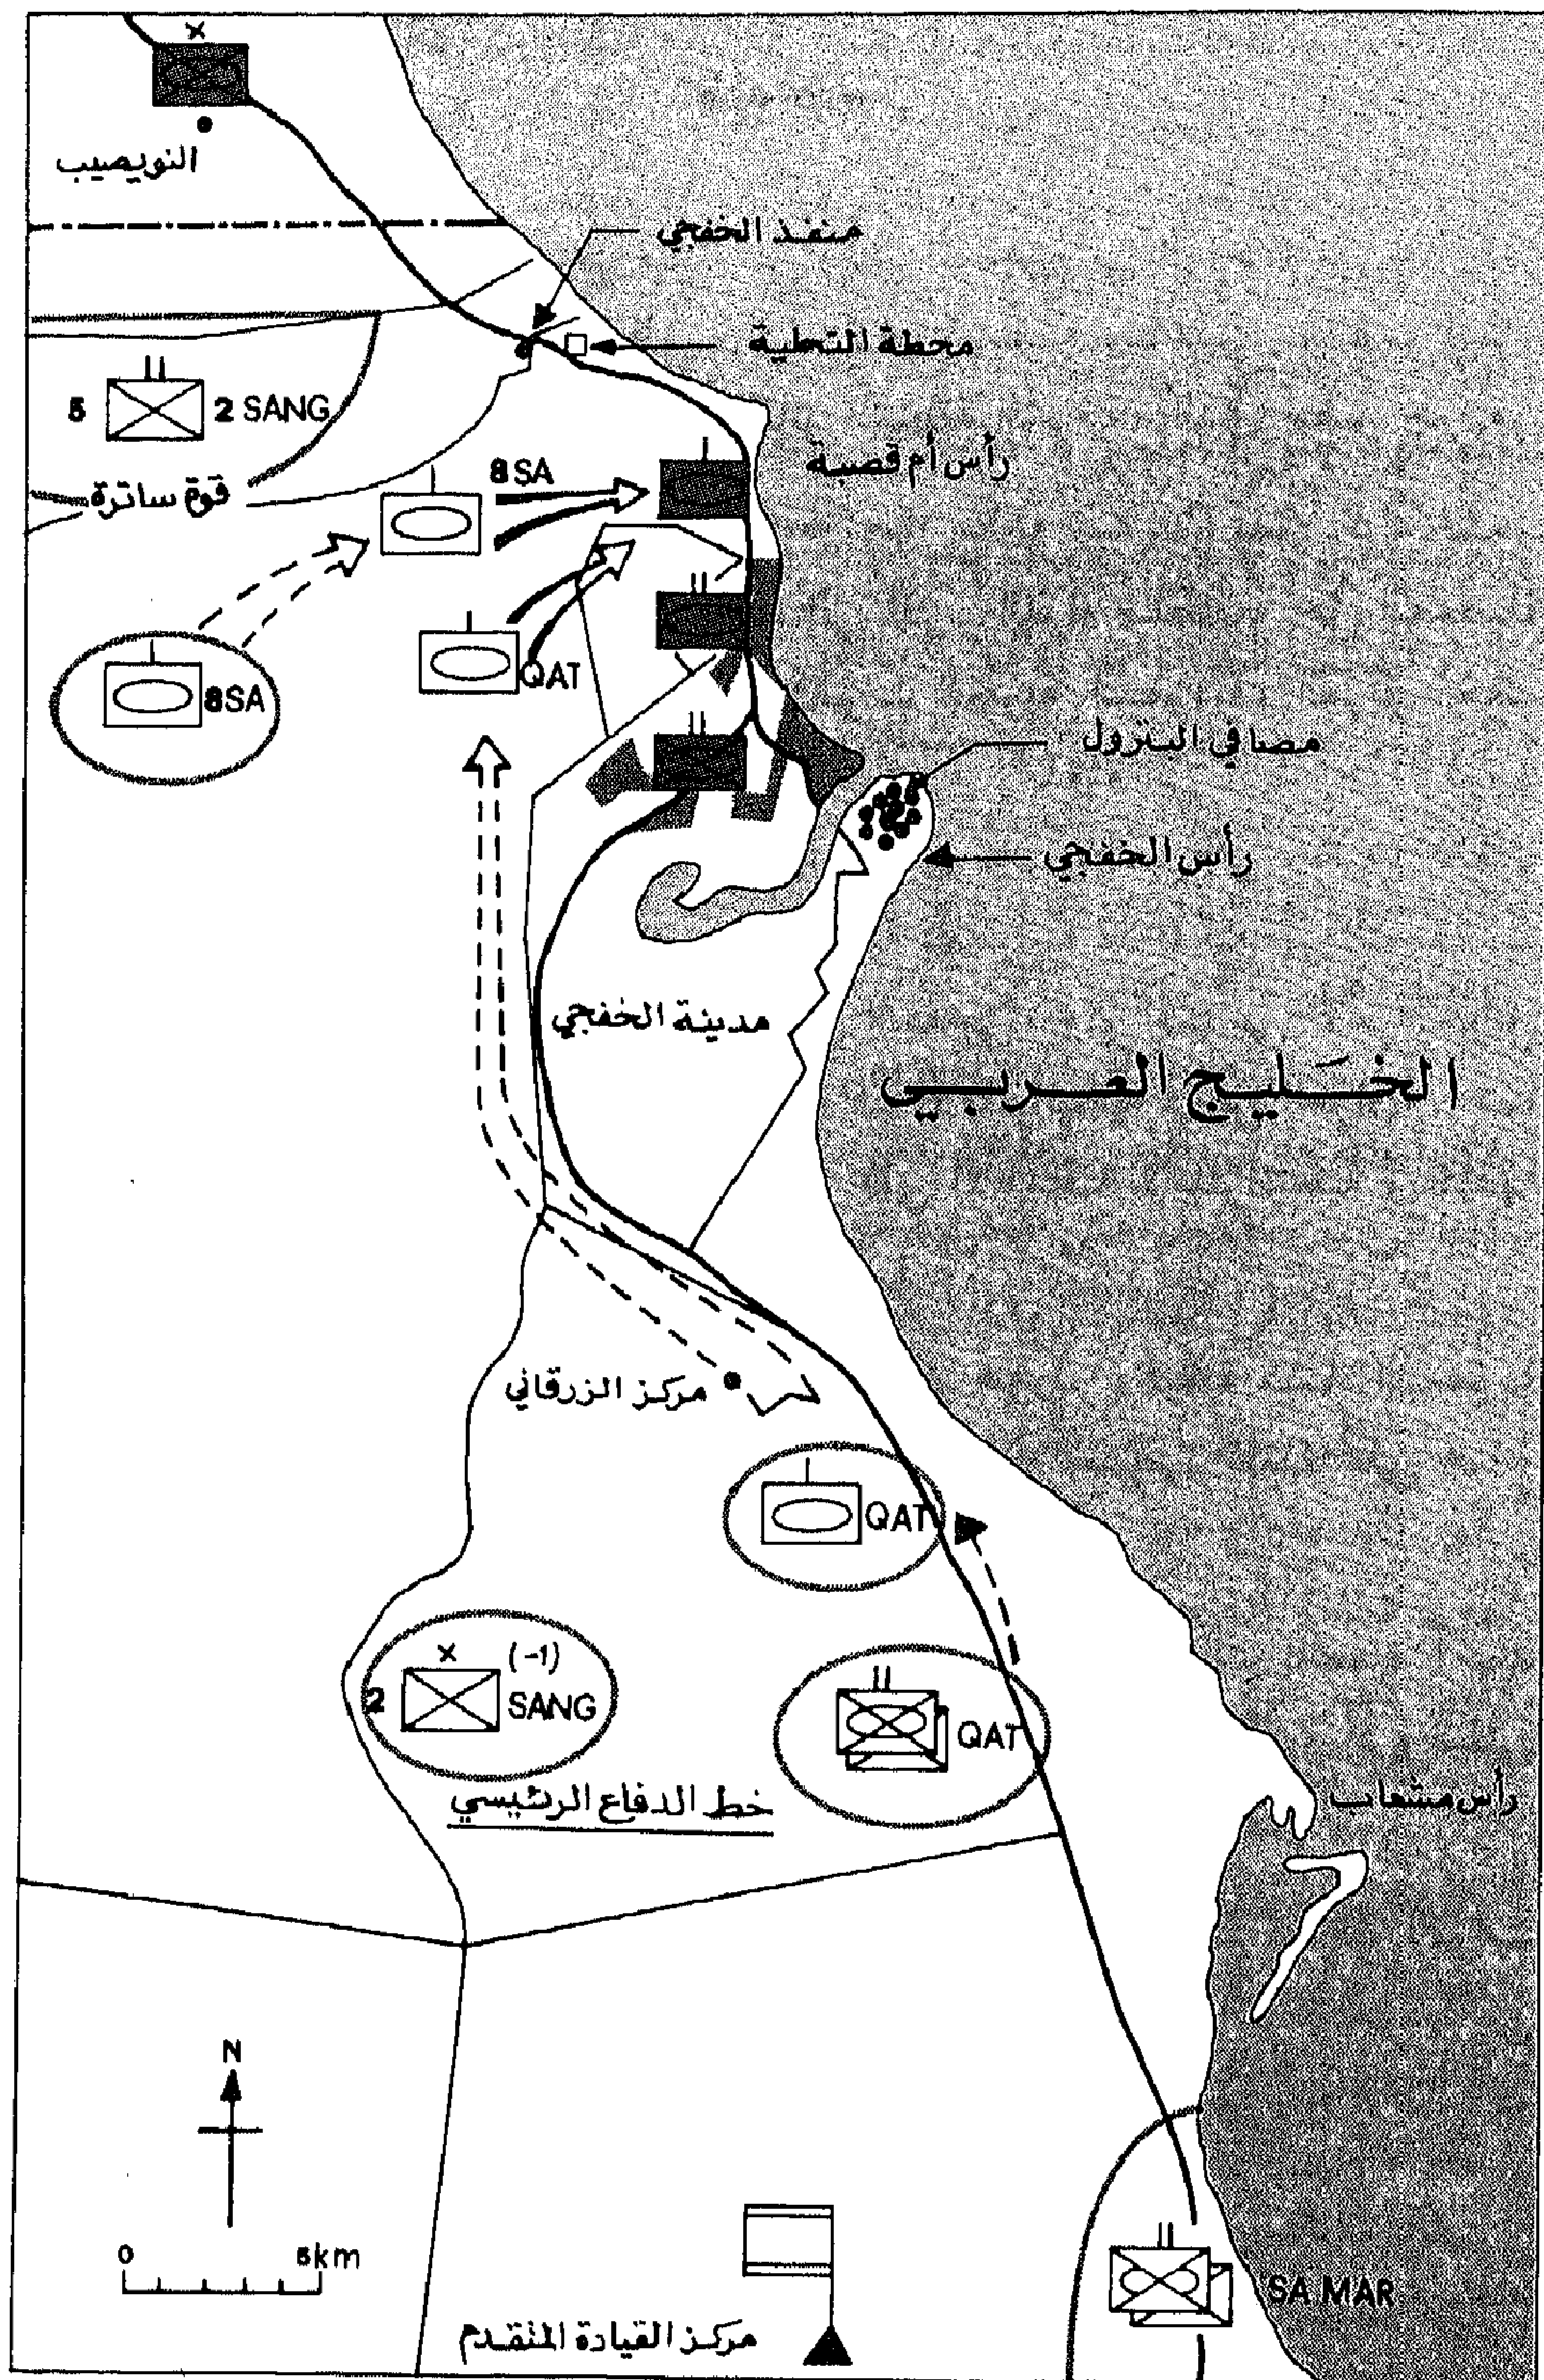 النويصيب
منفذ الخفجي
محطة التحلية
5
2 SANG
رأس أم قصبة
8SA
قوة ساترة
QAT
8SA
مصافي البترول
رأس الخفجي
مدينة الخفجي
الخليج العربي
مركز الزرقاني
QAT
(-1)
2
SANG
QAT
خط الدفاع الرئيسي
رأس مشعاب
N
0
5km
SA MAR
مركز القيادة المتقدم